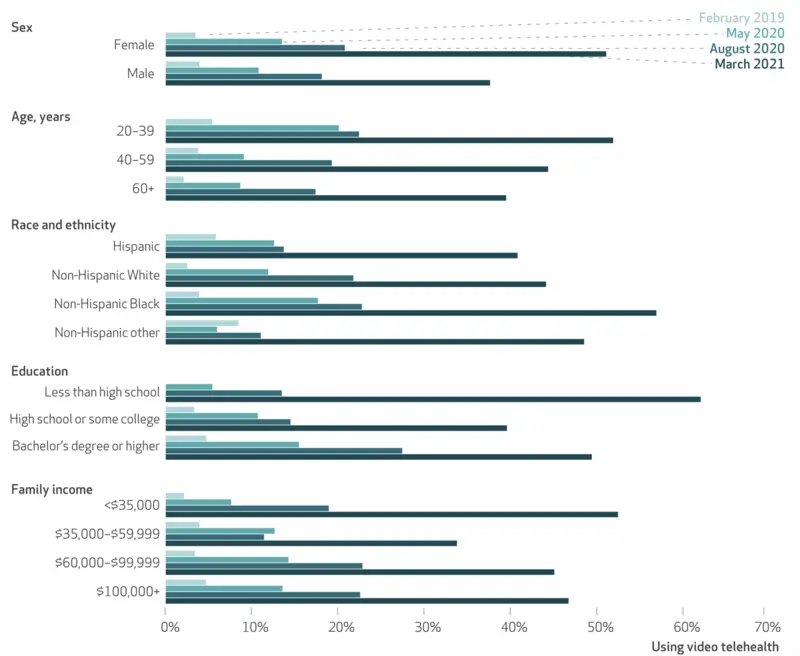 February 2019
Sex
May 2020
Female
August 2020
March 2021
Male
Age, years
20–39
40–59
60+
Race and ethnicity
Hispanic
Non-Hispanic White
Non-Hispanic Black
Non-Hispanic other
Education
Less than high school
High school or some college
Bachelor’s degree or higher
Family income
<$35,000
$35,000–$59,999
$60,000–$99,999
$100,000+
0% 10% 20% 30% 40% 50% 60% 70%
Using video telehealth